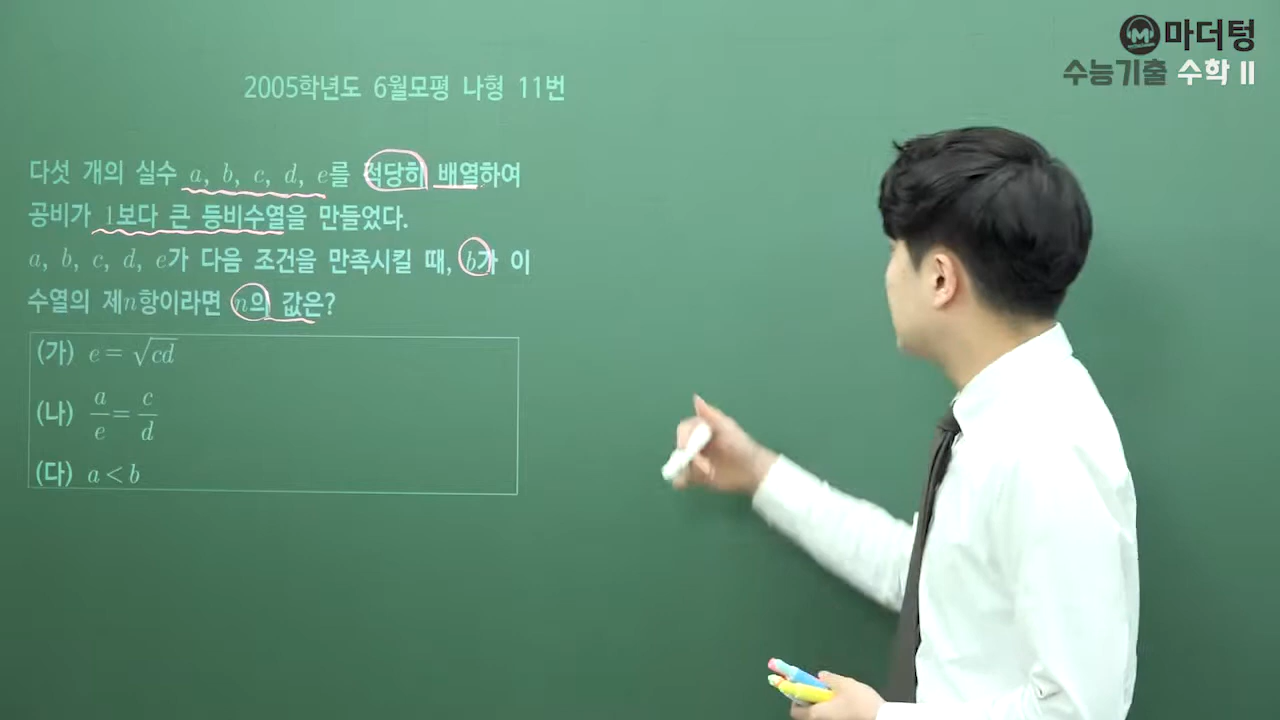 마더텅
수능기출 수학 II
2005학년도 6월모평 나형 11번
다섯 개의 실수 a, b, c, d, e를 적당히 배열하여
공비가 1보다 큰 등비수열을 만들었다.
a, b, c, d, e가 다음 조건을 만족시킬 때, b가 이
수열의 제n항이라면 n의 값은?
(가) e = √cd
(나) a/e = c/d
(다) a < b